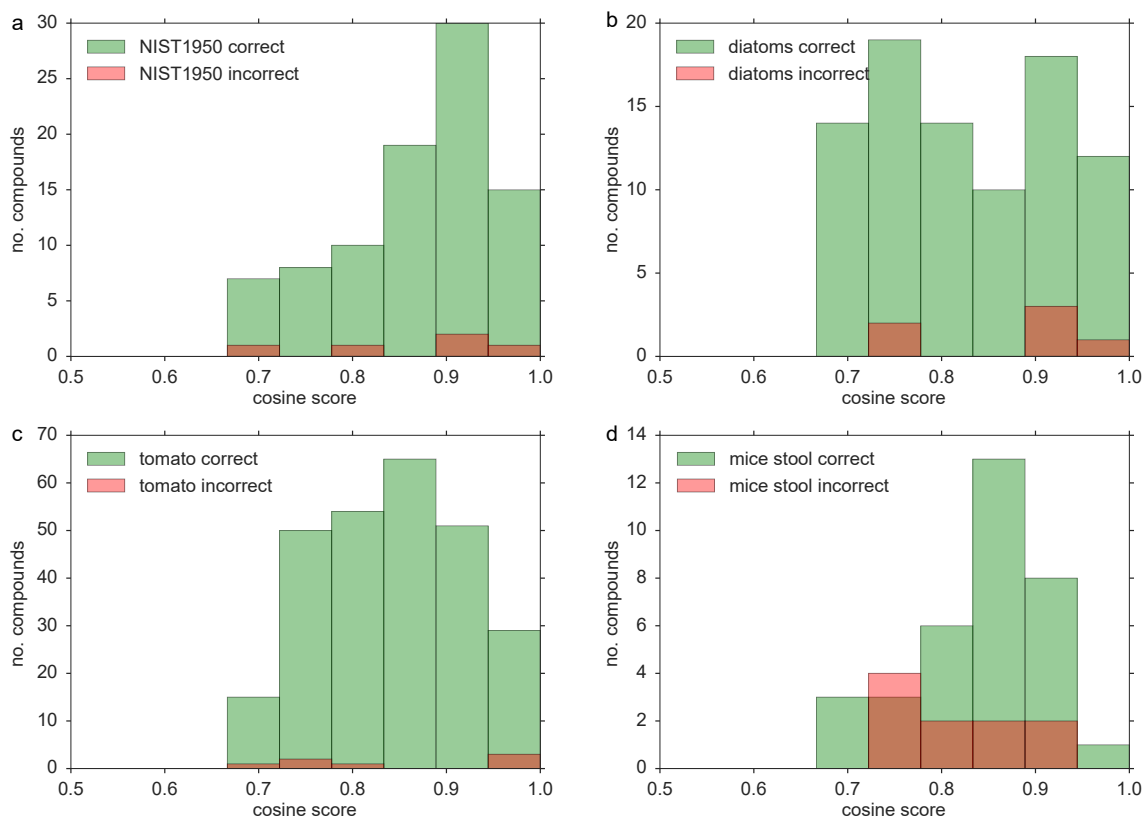 a
NIST1950 correct
NIST1950 incorrect
no. compounds
30
25
20
15
10
5
0
0.5 0.6 0.7 0.8 0.9 1.0
cosine score
b
diatoms correct
diatoms incorrect
no. compounds
20
15
10
5
0
0.5 0.6 0.7 0.8 0.9 1.0
cosine score
c
tomato correct
tomato incorrect
no. compounds
70
60
50
40
30
20
10
0
0.5 0.6 0.7 0.8 0.9 1.0
cosine score
d
mice stool correct
mice stool incorrect
no. compounds
14
12
10
8
6
4
2
0
0.5 0.6 0.7 0.8 0.9 1.0
cosine score